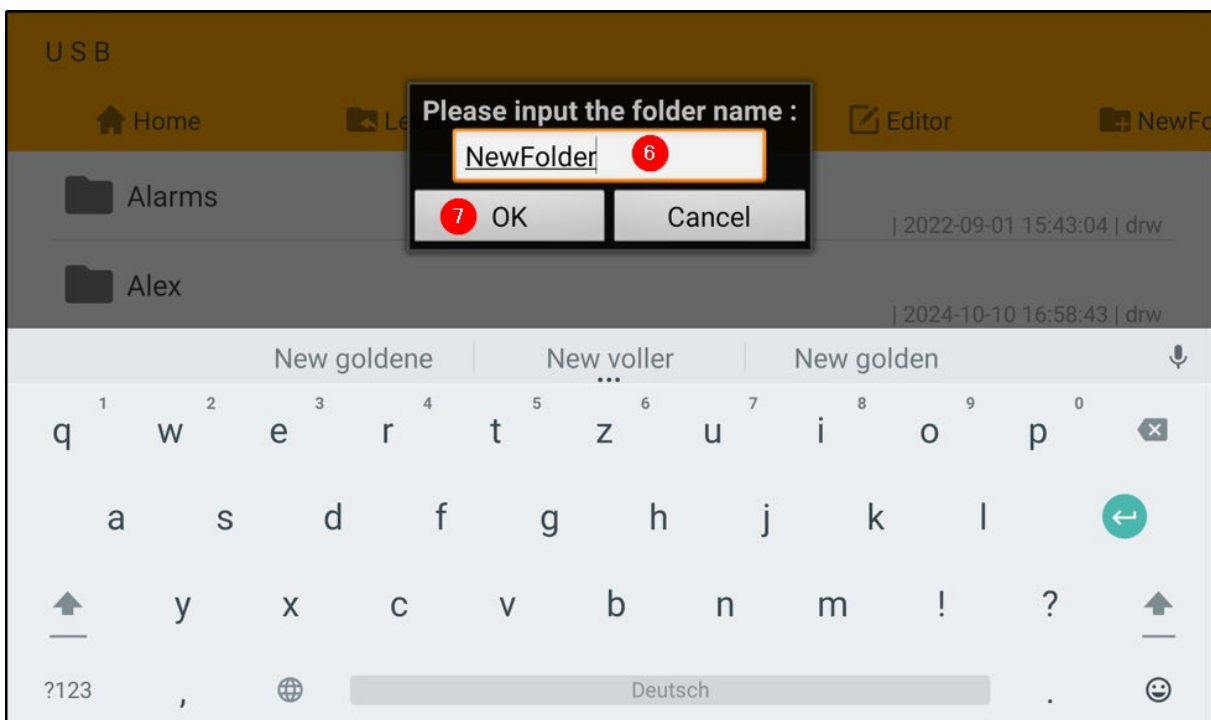 USB
Home
Le
Editor
NewFo
Please input the folder name :
NewFolder
6
7
OK
Cancel
Alarms
| 2022-09-01 15:43:04 | drw
Alex
| 2024-10-10 16:58:43 | drw
New goldene
New voller
New golden
1 2 3 4 5 6 7 8 9 0
q w e r t z u i o p
a s d f g h j k l
y x c v b n m ! ?
?123 , Deutsch .